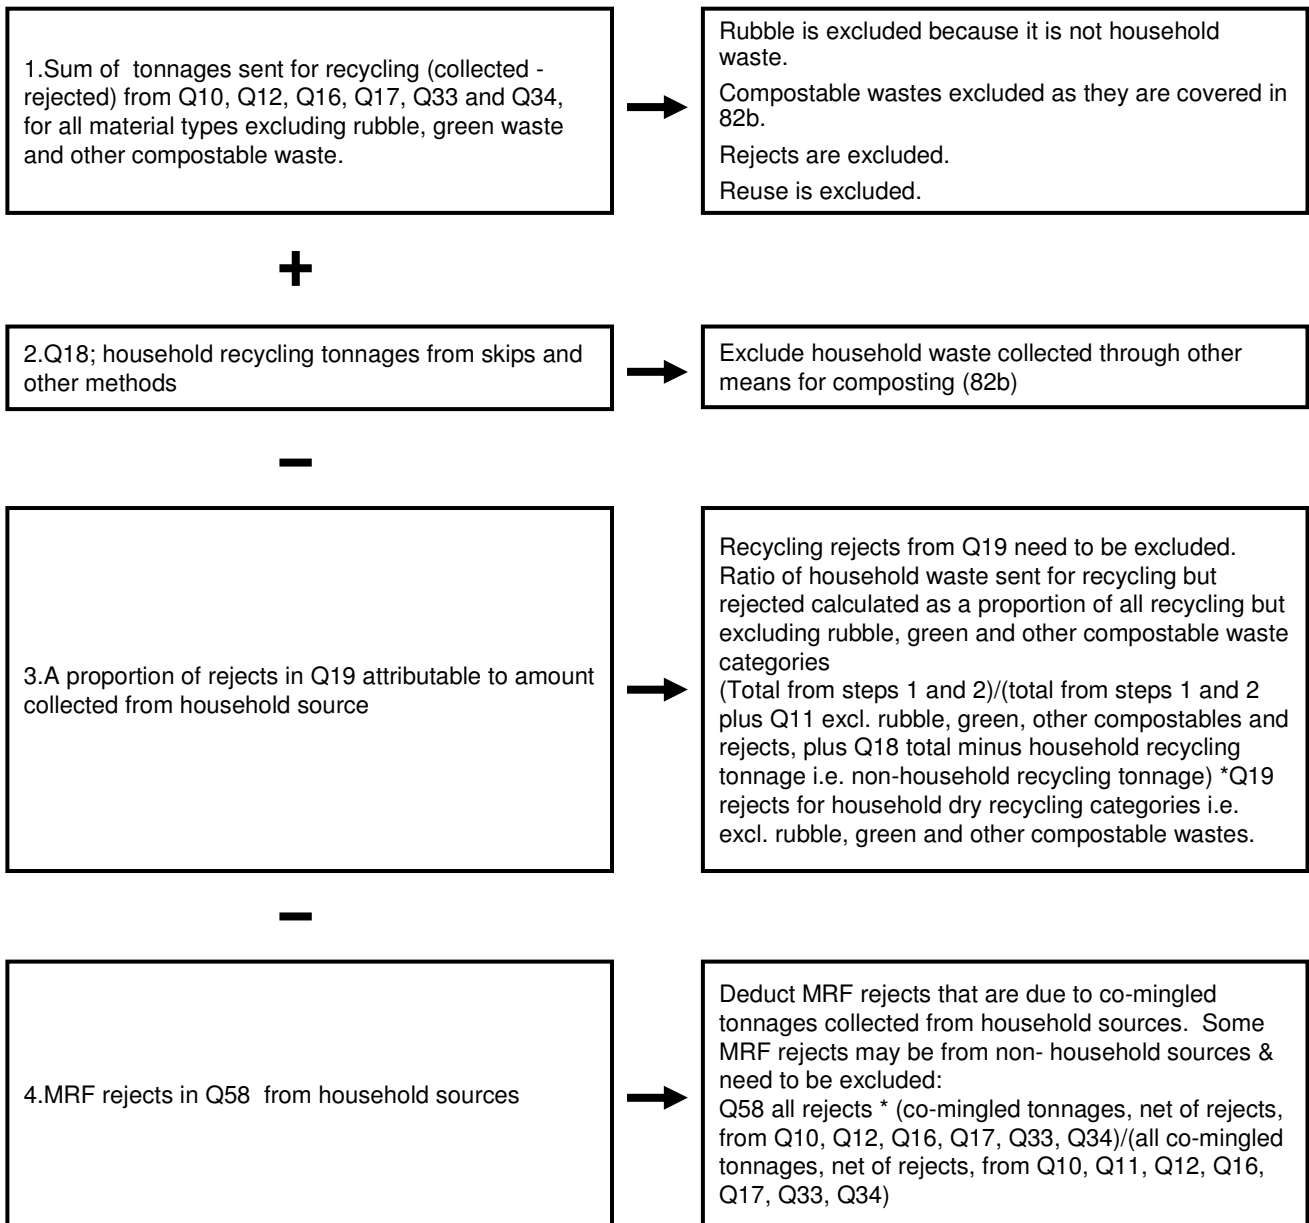 1.Sum of  tonnages sent for recycling (collected -
rejected) from Q10, Q12, Q16, Q17, Q33 and Q34,
for all material types excluding rubble, green waste
and other compostable waste.
Rubble is excluded because it is not household
waste.
Compostable wastes excluded as they are covered in
82b.
Rejects are excluded.
Reuse is excluded.
+
2.Q18; household recycling tonnages from skips and
other methods
Exclude household waste collected through other
means for composting (82b)
–
3.A proportion of rejects in Q19 attributable to amount
collected from household source
Recycling rejects from Q19 need to be excluded.
Ratio of household waste sent for recycling but
rejected calculated as a proportion of all recycling but
excluding rubble, green and other compostable waste
categories
(Total from steps 1 and 2)/(total from steps 1 and 2
plus Q11 excl. rubble, green, other compostables and
rejects, plus Q18 total minus household recycling
tonnage i.e. non-household recycling tonnage) *Q19
rejects for household dry recycling categories i.e.
excl. rubble, green and other compostable wastes.
–
4.MRF rejects in Q58  from household sources
Deduct MRF rejects that are due to co-mingled
tonnages collected from household sources.  Some
MRF rejects may be from non- household sources &
need to be excluded:
Q58 all rejects * (co-mingled tonnages, net of rejects,
from Q10, Q12, Q16, Q17, Q33, Q34)/(all co-mingled
tonnages, net of rejects, from Q10, Q11, Q12, Q16,
Q17, Q33, Q34)